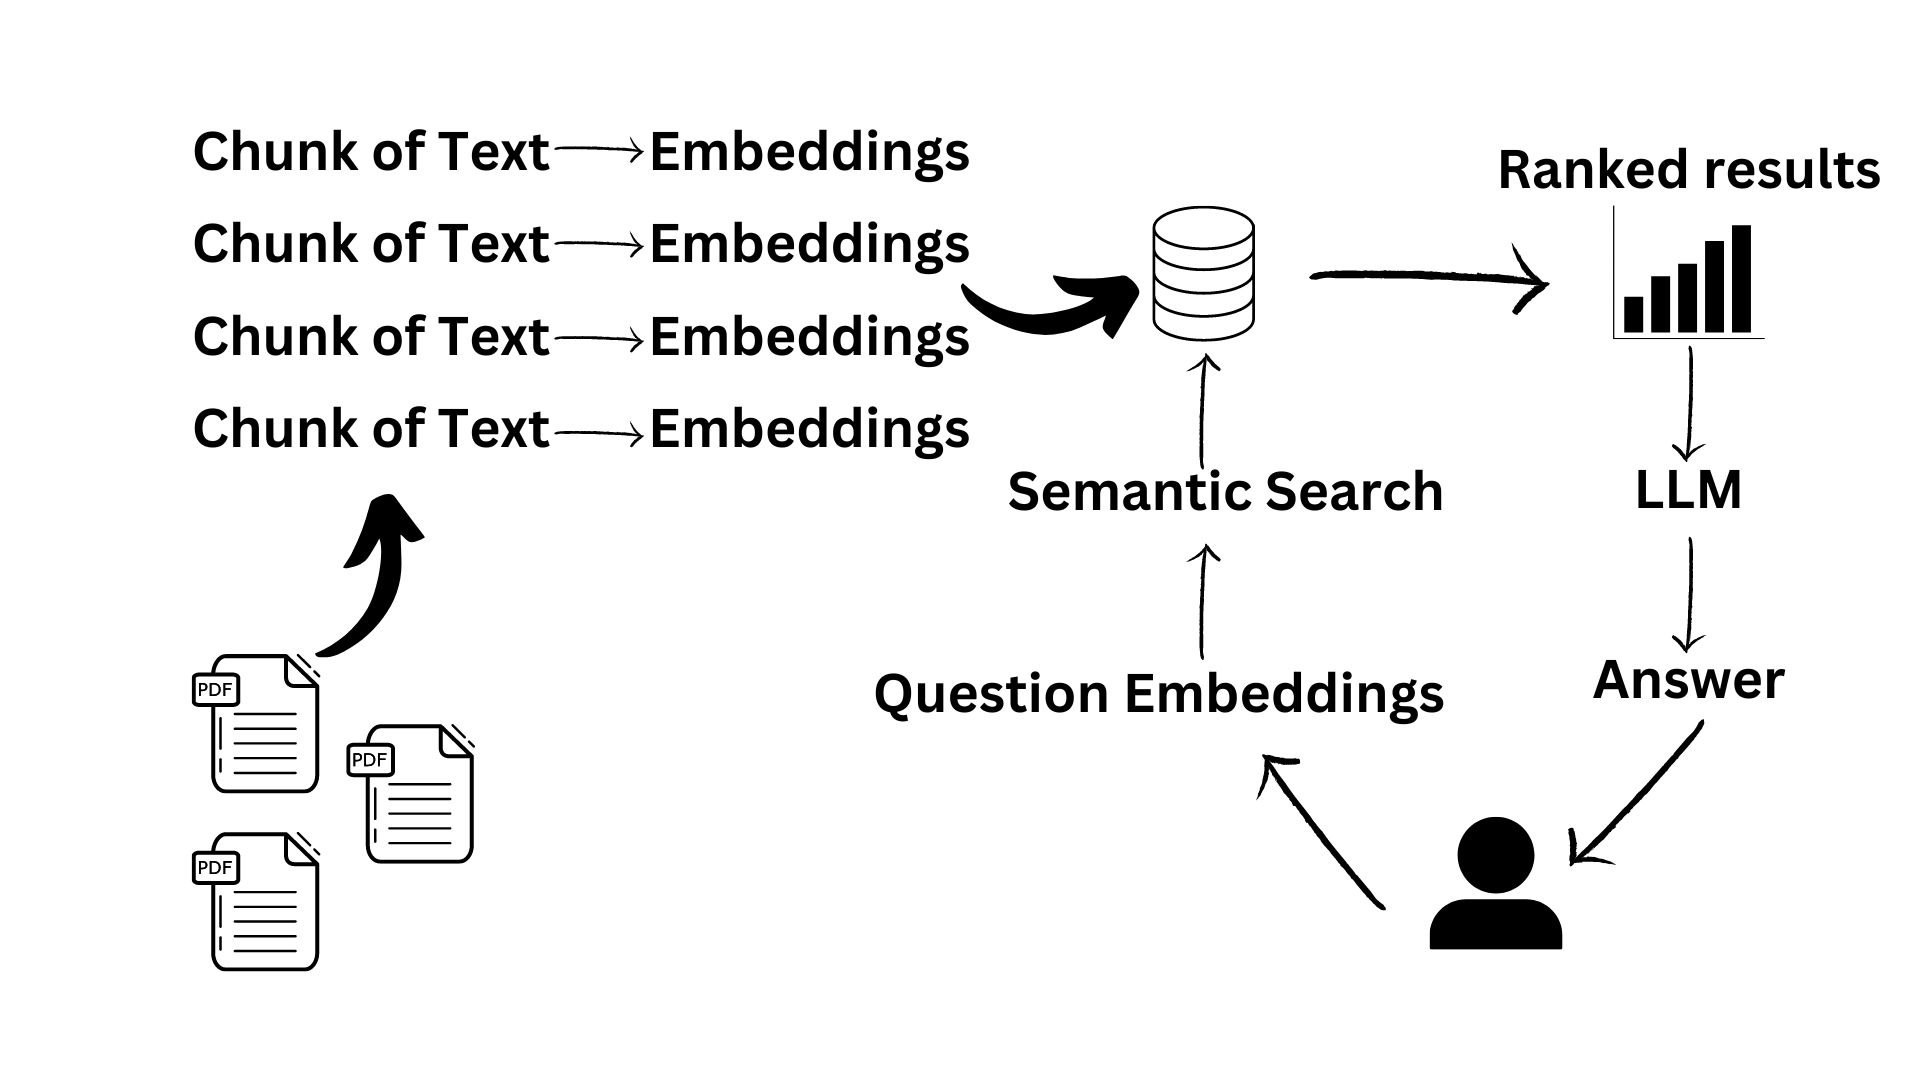 Chunk of Text Embeddings
Chunk of Text Embeddings
Chunk of Text Embeddings
Chunk of Text Embeddings
PDF
PDF
PDF
Question Embeddings
Semantic Search
Ranked results
LLM
Answer